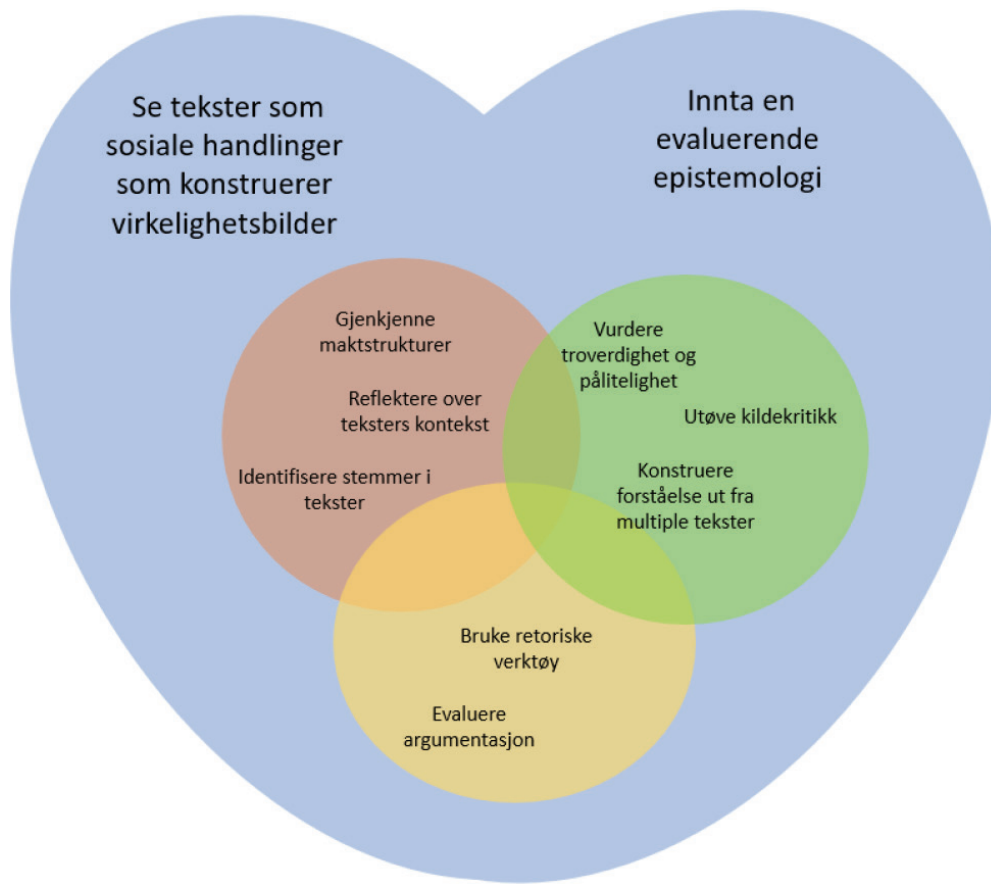 Se tekster som
sosiale handlinger
som konstruerer
virkelighetsbilder
Innta en
evaluerende
epistemologi
Gjenkjenne
maktstrukturer
Reflektere over
teksters kontekst
Identifisere stemmer i
tekster
Vurdere
troverdighet og
pålitelighet
Utøve kildekritikk
Konstruere
forståelse ut fra
multiple tekster
Bruke retoriske
verktøy
Evaluere
argumentasjon